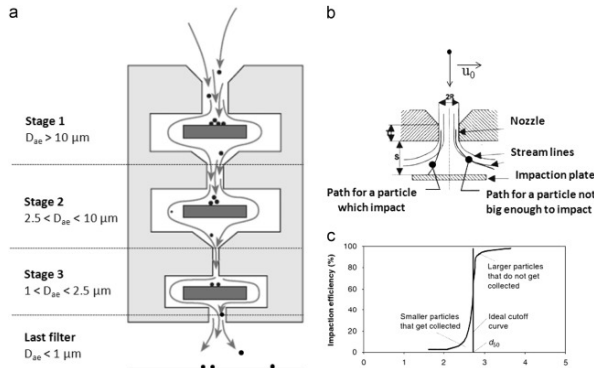 a
Stage 1
Dae > 10 µm
Stage 2
2.5 < Dae < 10 µm
Stage 3
1 < Dae < 2.5 µm
Last filter
Dae < 1 µm
b
u0
2R
Nozzle
S
Stream lines
Impaction plate
Path for a particle
which impact
Path for a particle not
big enough to impact
c
Impaction efficiency (%)
100
80
60
40
20
0
Larger particles
that do not get
collected
Smaller particles
that get collected
Ideal cutoff
curve
d50
0
1
2
3
4
5